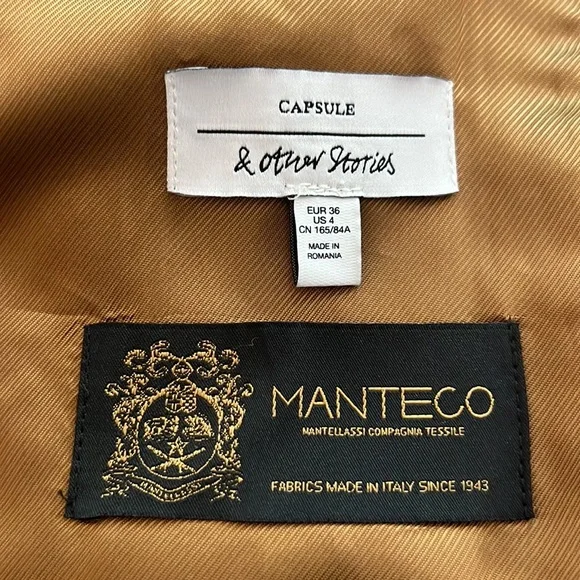 CAPSULE
& Other Stories
EUR 36
US 4
CN 165/84A
MADE IN
ROMANIA
MANTECO
MANTELLASSI COMPAGNIA TESSILE
FABRICS MADE IN ITALY SINCE 1943